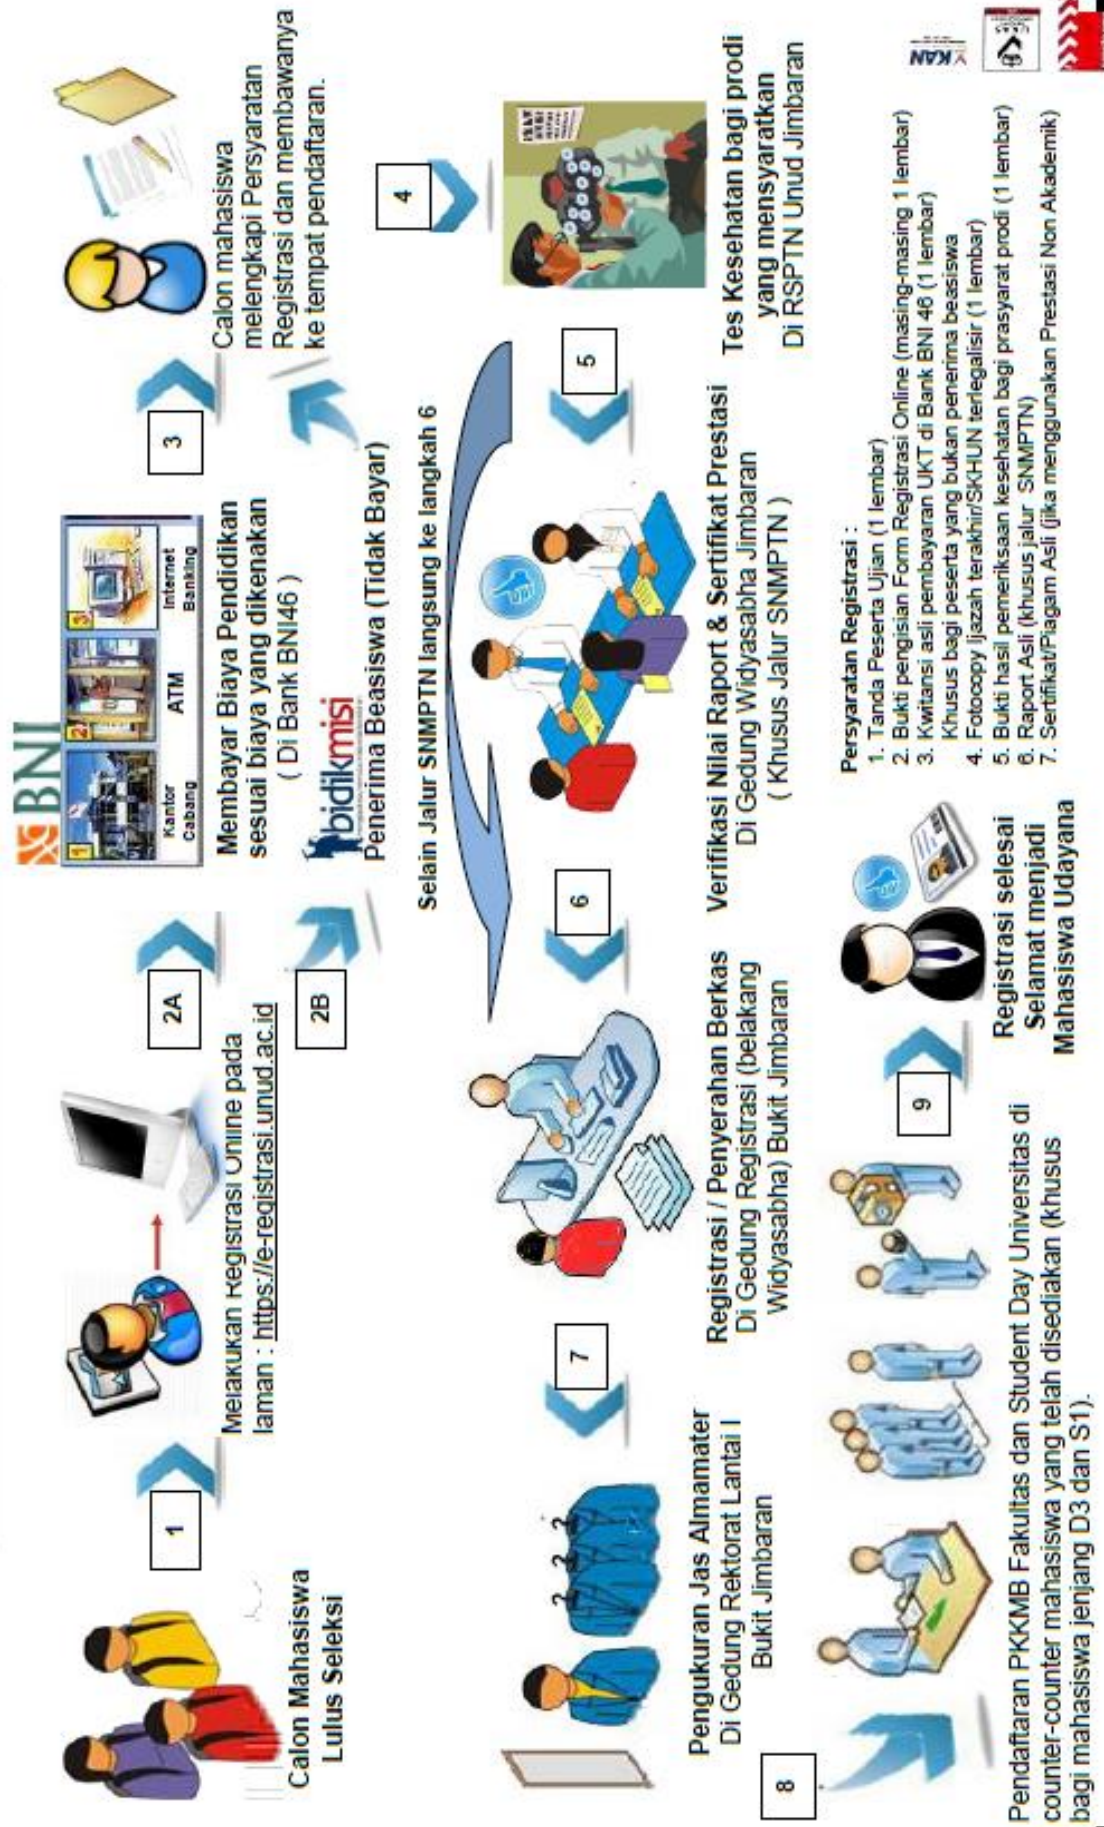 Calon Mahasiswa
Lulus Seleksi
1
Melakukan Registrasi Online pada
laman : https://e-registrasi.unud.ac.id
2A
2B
BNI
1
2
3
Kantor
Cabang
ATM
Internet
Banking
Membayar Biaya Pendidikan
sesuai biaya yang dikenakan
( Di Bank BNI46 )
bidikmisi
Penerima Beasiswa (Tidak Bayar)
3
Calon mahasiswa
melengkapi Persyaratan
Registrasi dan membawanya
ke tempat pendaftaran.
4
Tes Kesehatan bagi prodi
yang mensyaratkan
Di RSPTN Unud Jimbaran
Selain Jalur SNMPTN langsung ke langkah 6
5
Verifikasi Nilai Raport & Sertifikat Prestasi
Di Gedung Widyasabha Jimbaran
( Khusus Jalur SNMPTN )
6
Registrasi / Penyerahan Berkas
Di Gedung Registrasi (belakang
Widyasabha) Bukit Jimbaran
7
Pengukuran Jas Almamater
Di Gedung Rektorat Lantai I
Bukit Jimbaran
8
Pendaftaran PKKMB Fakultas dan Student Day Universitas di
counter-counter mahasiswa yang telah disediakan (khusus
bagi mahasiswa jenjang D3 dan S1).
9
Registrasi selesai
Selamat menjadi
Mahasiswa Udayana
Persyaratan Registrasi :
1. Tanda Peserta Ujian (1 lembar)
2. Bukti pengisian Form Registrasi Online (masing-masing 1 lembar)
3. Kwitansi asli pembayaran UKT di Bank BNI 46 (1 lembar)
Khusus bagi peserta yang bukan penerima beasiswa
4. Fotocopy Ijazah terakhir/SKHUN terlegalisir (1 lembar)
5. Bukti hasil pemeriksaan kesehatan bagi prasyarat prodi (1 lembar)
6. Raport Asli (khusus jalur SNMPTN)
7. Sertifikat/Piagam Asli (jika menggunakan Prestasi Non Akademik)
KAN
UKAS